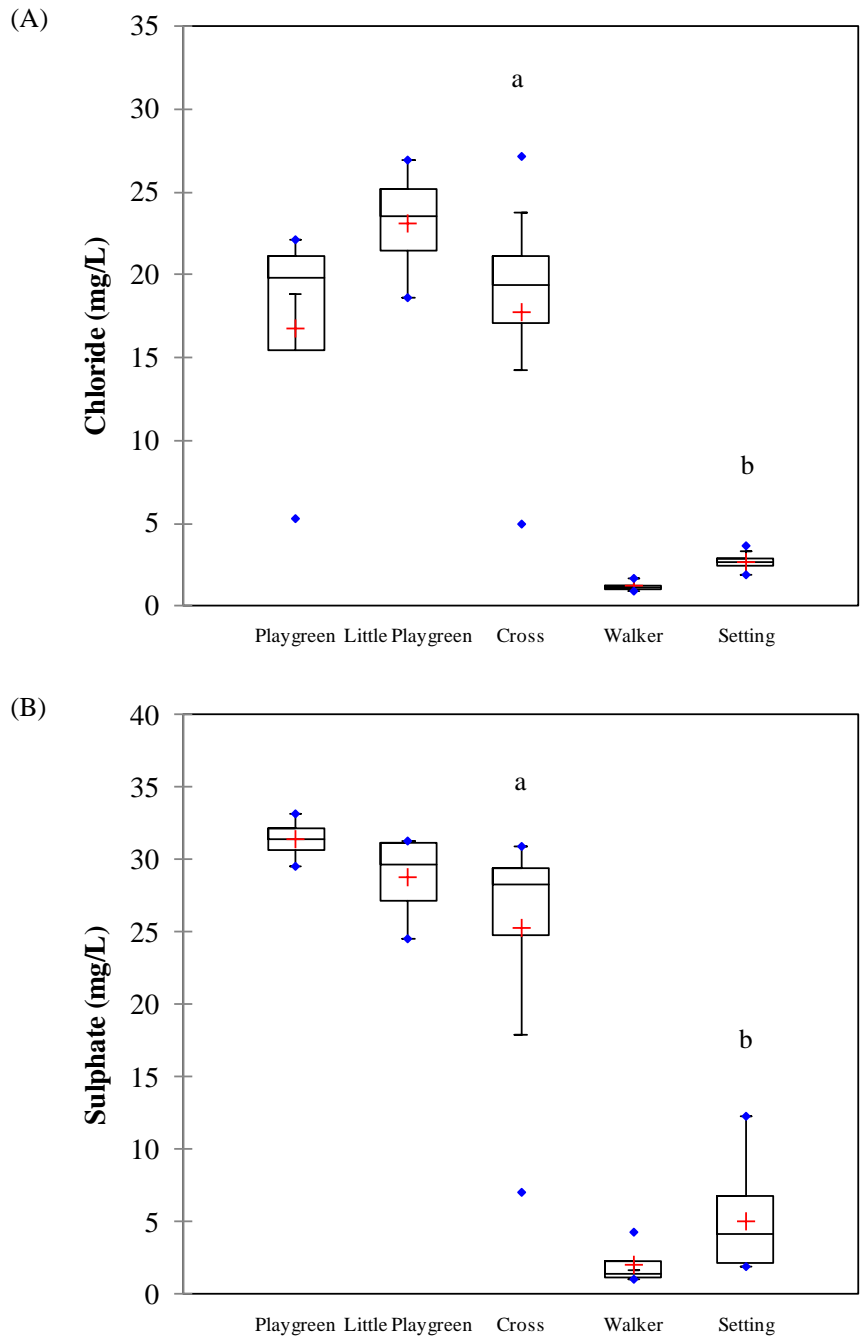 (A)
Chloride (mg/L)
35
30
25
20
15
10
5
0
a
b
Playgreen Little Playgreen Cross Walker Setting
(B)
Sulphate (mg/L)
40
35
30
25
20
15
10
5
0
a
b
Playgreen Little Playgreen Cross Walker Setting